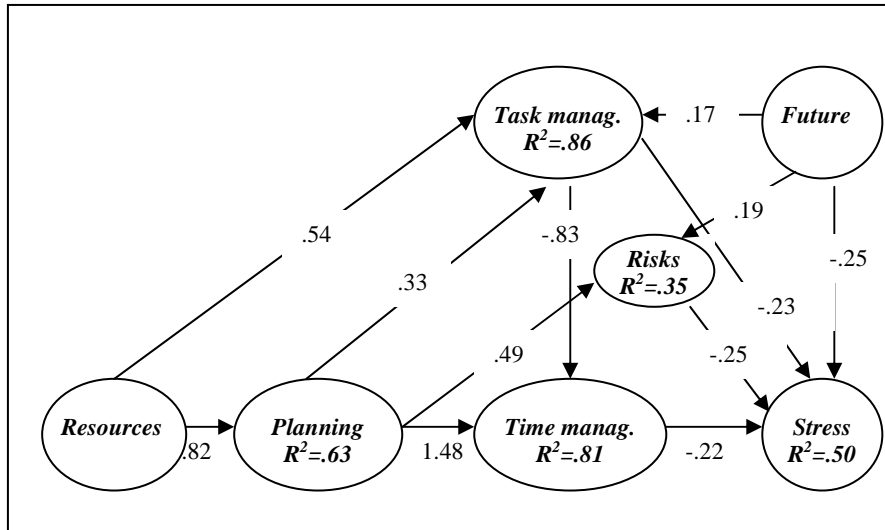 Task manag.
R²=.86
.17
Future
.54
.33
-.83
.19
Risks
R²=.35
-.25
-.23
.49
-.25
Resources
.82
Planning
R²=.63
1.48
Time manag.
R²=.81
-.22
Stress
R²=.50